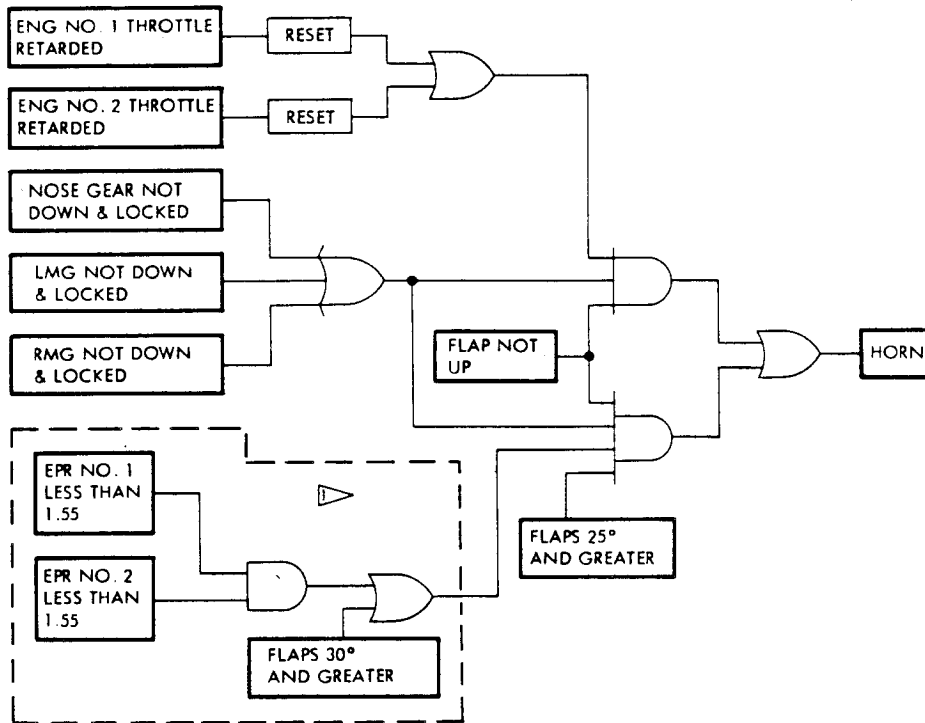 ENG NO. 1 THROTTLE
RETARDED
RESET
ENG NO. 2 THROTTLE
RETARDED
RESET
NOSE GEAR NOT
DOWN & LOCKED
LMG NOT DOWN
& LOCKED
RMG NOT DOWN
& LOCKED
FLAP NOT
UP
HORN
EPR NO. 1
LESS THAN
1.55
1
EPR NO. 2
LESS THAN
1.55
FLAPS 25°
AND GREATER
FLAPS 30°
AND GREATER